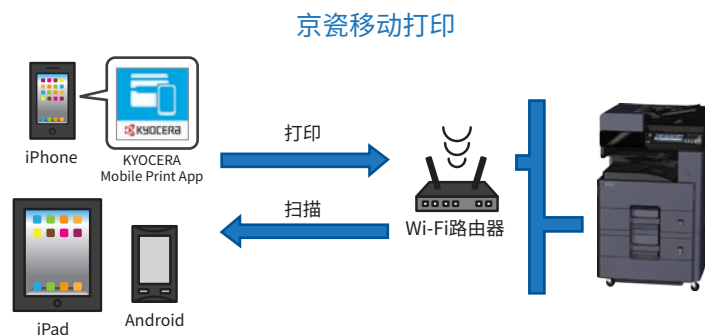 京瓷移动打印
KYOCERA
iPhone
KYOCERA
Mobile Print App
打印
扫描
Wi-Fi路由器
iPad
Android